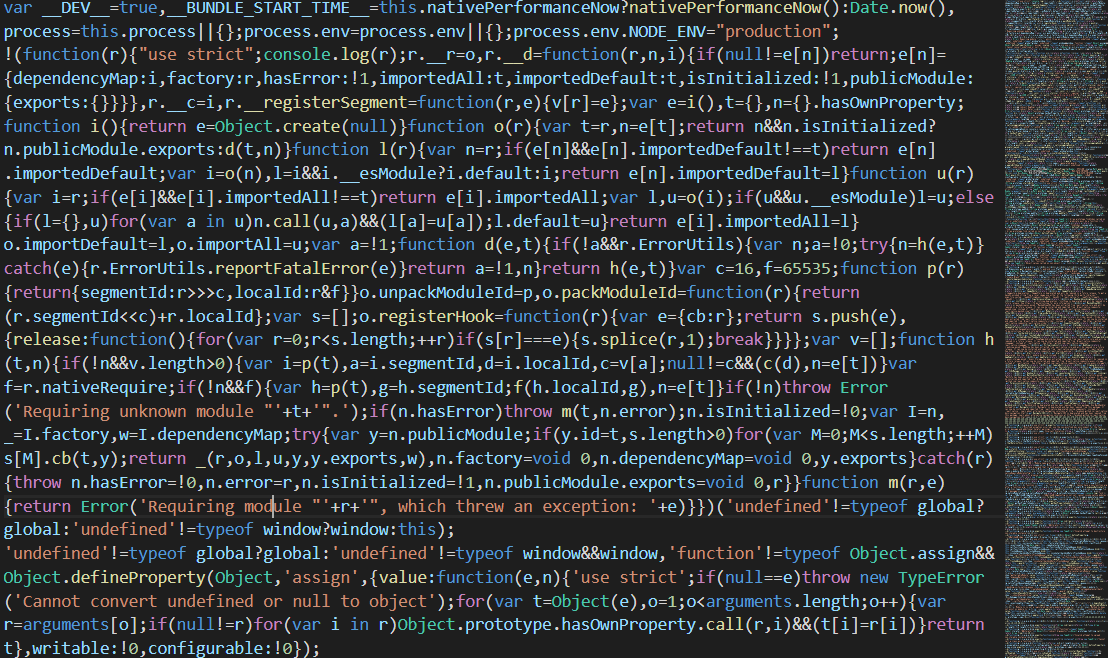 var __DEV__=true,__BUNDLE_START_TIME__=this.nativePerformanceNow?nativePerformanceNow():Date.now(),
process=this.process||{};process.env=process.env||{};process.env.NODE_ENV="production";
!(function(r){"use strict";console.log(r);r.__r=o,r.__d=function(r,n,i){if(null!=e[n])return;e[n]=
{dependencyMap:i,factory:r,hasError:!1,importedAll:t,importedDefault:t,isInitialized:!1,publicModule:
{exports:{}}}},r.__c=i,r.__registerSegment=function(r,e){v[r]=e};var e=i(),t={},n={}.hasOwnProperty;
function i(){return e=Object.create(null)}function o(r){var t=r,n=e[t];return n&&n.isInitialized?
n.publicModule.exports:d(t,n)}function l(r){var n=r;if(e[n]&&e[n].importedDefault!==t)return e[n]
.importedDefault;var i=o(n),l=i&&i.__esModule?i.default:i;return e[n].importedDefault=l}function u(r)
{var i=r;if(e[i]&&e[i].importedAll!==t)return e[i].importedAll;var l,u=o(i);if(u&&u.__esModule)l=u;else
{if(l={},u)for(var a in u)n.call(u,a)&&(l[a]=u[a]);l.default=u}return e[i].importedAll=l}
o.importDefault=l,o.importAll=u;var a=!1;function d(e,t){if(!a&&r.ErrorUtils){var n;a=!0;try{n=h(e,t)}
catch(e){r.ErrorUtils.reportFatalError(e)}return a=!1,n}return h(e,t)}var c=16,f=65535;function p(r)
{return{segmentId:r>>>c,localId:r&f}}o.unpackModuleId=p,o.packModuleId=function(r){return
(r.segmentId<<c)+r.localId};var s=[];o.registerHook=function(r){var e={cb:r};return s.push(e),
{release:function(){for(var r=0;r<s.length;++r)if(s[r]===e){s.splice(r,1);break}}}};var v=[];function h
(t,n){if(!n&&v.length>0){var i=p(t),a=i.segmentId,d=i.localId,c=v[a];null!=c&&(c(d),n=e[t])}var
f=r.nativeRequire;if(!n&&f){var h=p(t),g=h.segmentId;f(h.localId,g),n=e[t]}if(!n)throw Error
('Requiring unknown module "'+t+'".');if(n.hasError)throw m(t,n.error);n.isInitialized=!0;var I=n,
_=I.factory,w=I.dependencyMap;try{var y=n.publicModule;if(y.id=t,s.length>0)for(var M=0;M<s.length;++M)
s[M].cb(t,y);return _(r,o,l,u,y,y.exports,w),n.factory=void 0,n.dependencyMap=void 0,y.exports}catch(r)
{throw n.hasError=!0,n.error=r,n.isInitialized=!1,n.publicModule.exports=void 0,r}}function m(r,e)
{return Error('Requiring module "'+r+'", which threw an exception: '+e)}})('undefined'!=typeof global?
global:'undefined'!=typeof window?window:this);
'undefined'!=typeof global?global:'undefined'!=typeof window&&window,'function'!=typeof Object.assign&&
Object.defineProperty(Object,'assign',{value:function(e,n){'use strict';if(null==e)throw new TypeError
('Cannot convert undefined or null to object');for(var t=Object(e),o=1;o<arguments.length;o++){var
r=arguments[o];if(null!=r)for(var i in r)Object.prototype.hasOwnProperty.call(r,i)&&(t[i]=r[i])}return
t},writable:!0,configurable:!0});